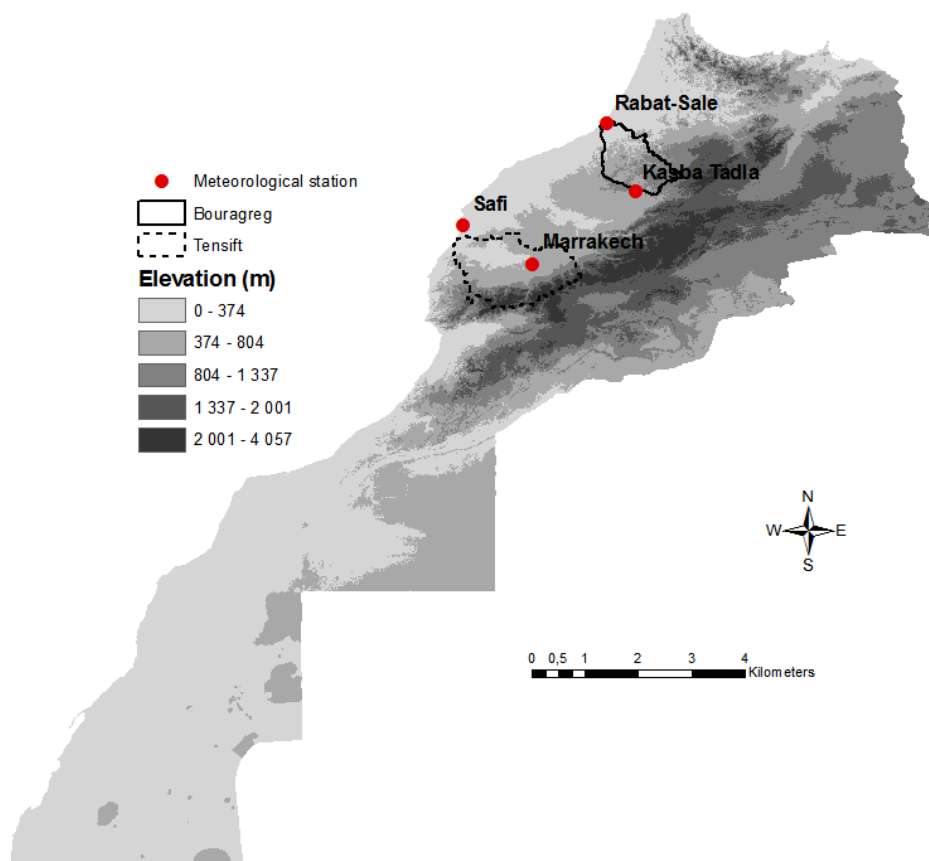 Rabat-Sale
Kasba Tadla
Safi
Marrakech
Meteorological station
Bouragreg
Tensift
Elevation (m)
0 - 374
374 - 804
804 - 1 337
1 337 - 2 001
2 001 - 4 057
N
W E
S
0 0,5 1 2 3 4
Kilometers